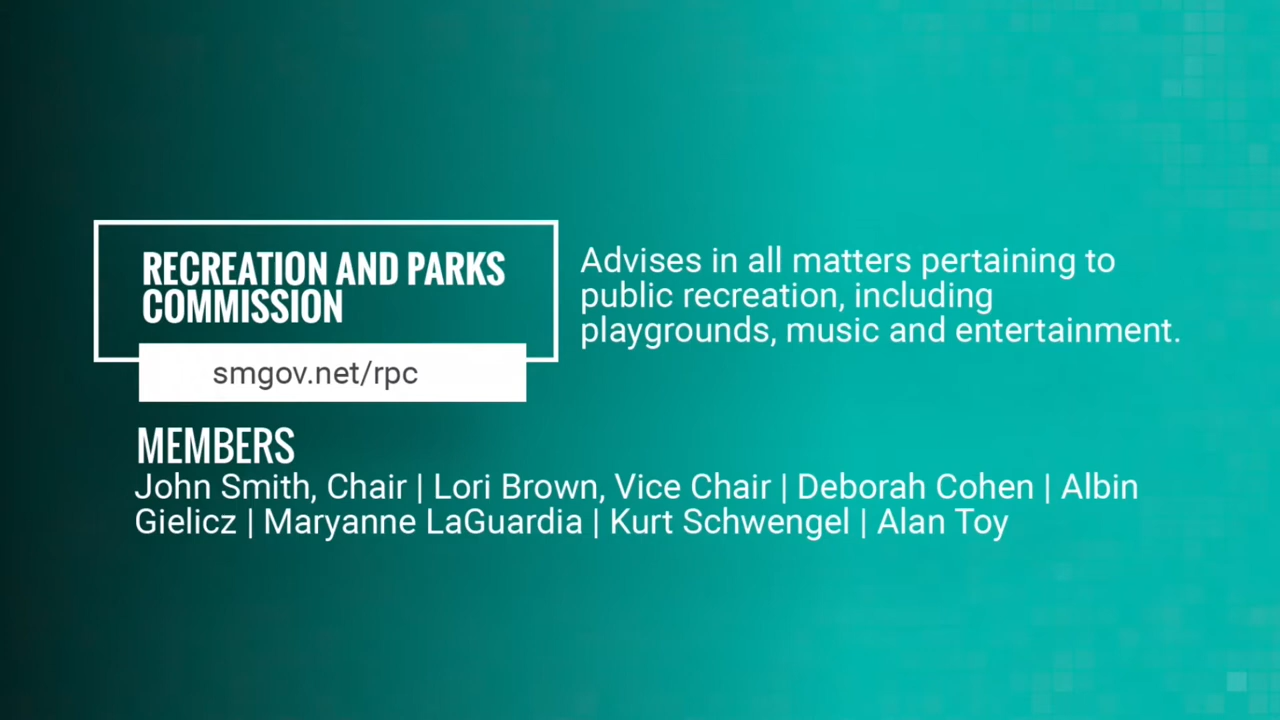 RECREATION AND PARKS
COMMISSION
smgov.net/rpc
Advises in all matters pertaining to
public recreation, including
playgrounds, music and entertainment.
MEMBERS
John Smith, Chair | Lori Brown, Vice Chair | Deborah Cohen | Albin
Gielicz | Maryanne LaGuardia | Kurt Schwengel | Alan Toy